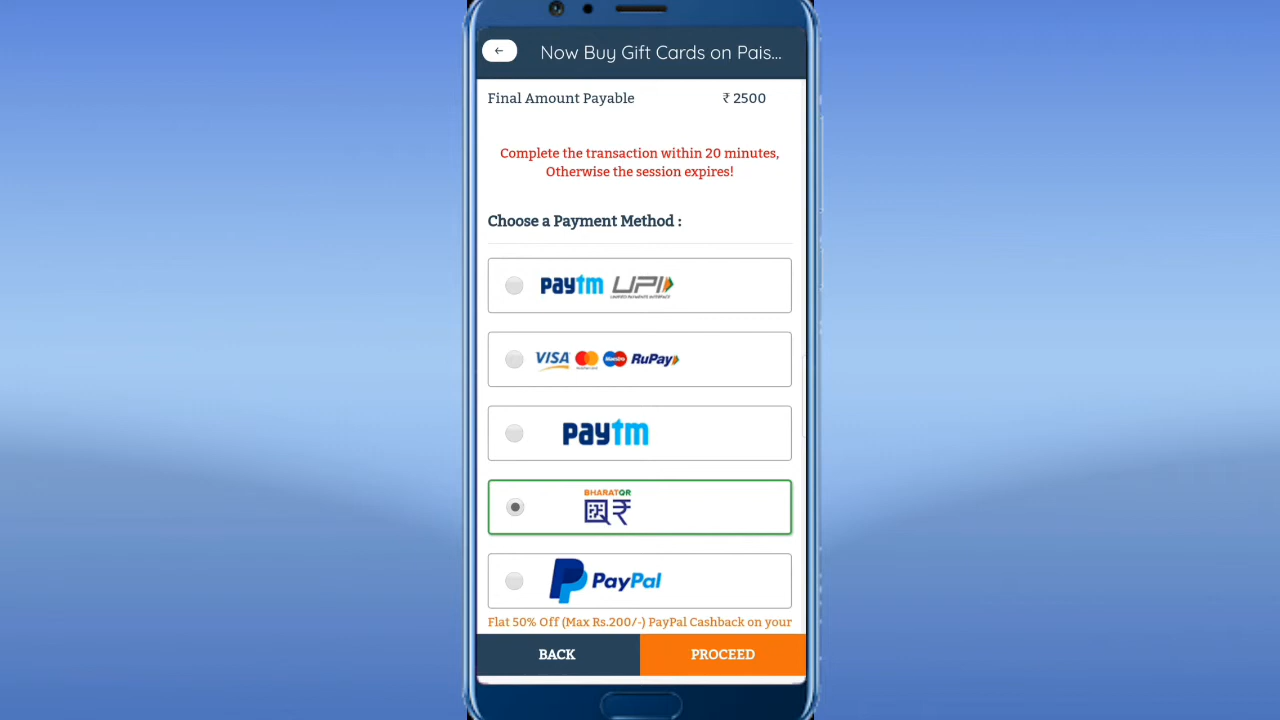 Now Buy Gift Cards on Pais...
Final Amount Payable ₹ 2500
Complete the transaction within 20 minutes,
Otherwise the session expires!
Choose a Payment Method :
paytm UPI
VISA Maestro RuPay
paytm
BHARATQR
PayPal
Flat 50% Off (Max Rs.200/-) PayPal Cashback on your
BACK PROCEED